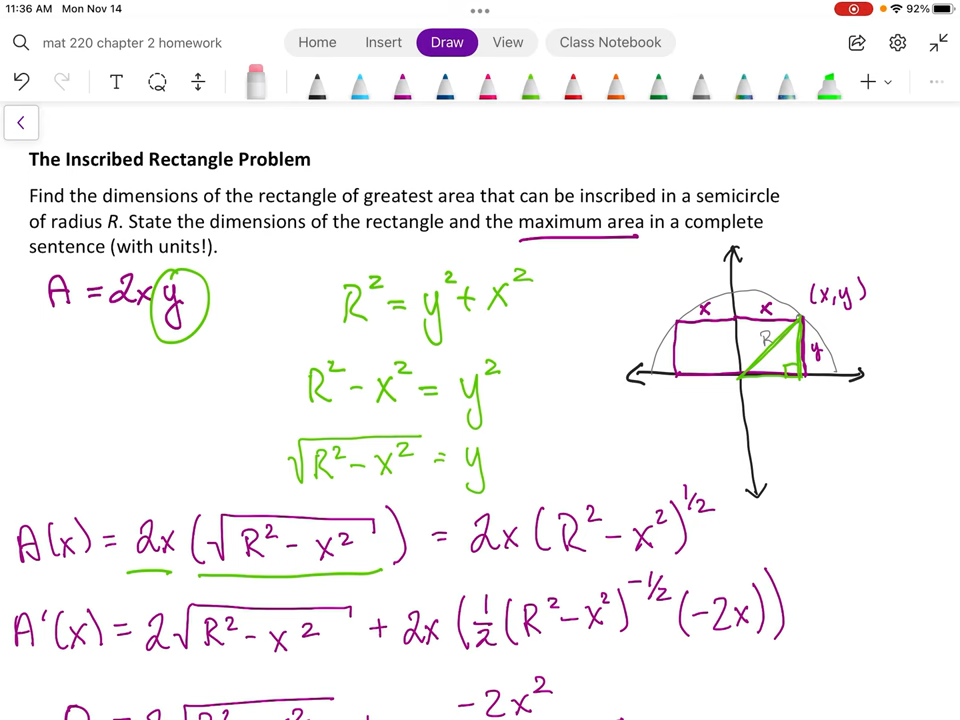 11:36 AM Mon Nov 14
92%
mat 220 chapter 2 homework
Home Insert Draw View Class Notebook
T
The Inscribed Rectangle Problem
Find the dimensions of the rectangle of greatest area that can be inscribed in a semicircle
of radius R. State the dimensions of the rectangle and the maximum area in a complete
sentence (with units!).
A = 2xy
R² = y² + x²
R² - x² = y²
√(R² - x²) = y
x x (x,y)
R y
A(x) = 2x (√(R² - x²)) = 2x (R² - x²)^1/2
A'(x) = 2√(R² - x²) + 2x (1/2 (R² - x²)^-1/2 (-2x))
-2x²